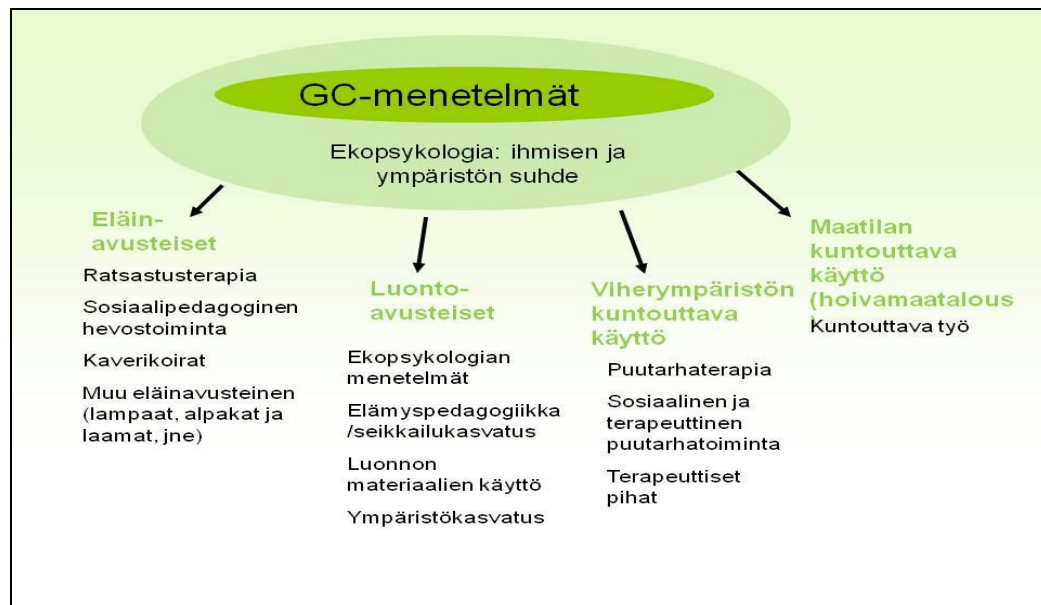 GC-menetelmät
Ekopsykologia: ihmisen ja
ympäristön suhde
Eläin-
avusteiset
Ratsastusterapia
Sosiaalipedagoginen
hevostoiminta
Kaverikoirat
Muu eläinavusteinen
(lampaat, alpakat ja
laamat, jne)
Luonto-
avusteiset
Ekopsykologian
menetelmät
Elämyspedagogiikka
/seikkailukasvatus
Luonnon
materiaalien käyttö
Ympäristökasvatus
Viherympäristön
kuntouttava
käyttö
Puutarhaterapia
Sosiaalinen ja
terapeuttinen
puutarhatoiminta
Terapeuttiset
pihat
Maatilan
kuntouttava
käyttö
(hoivamaatalous
)
Kuntouttava työ